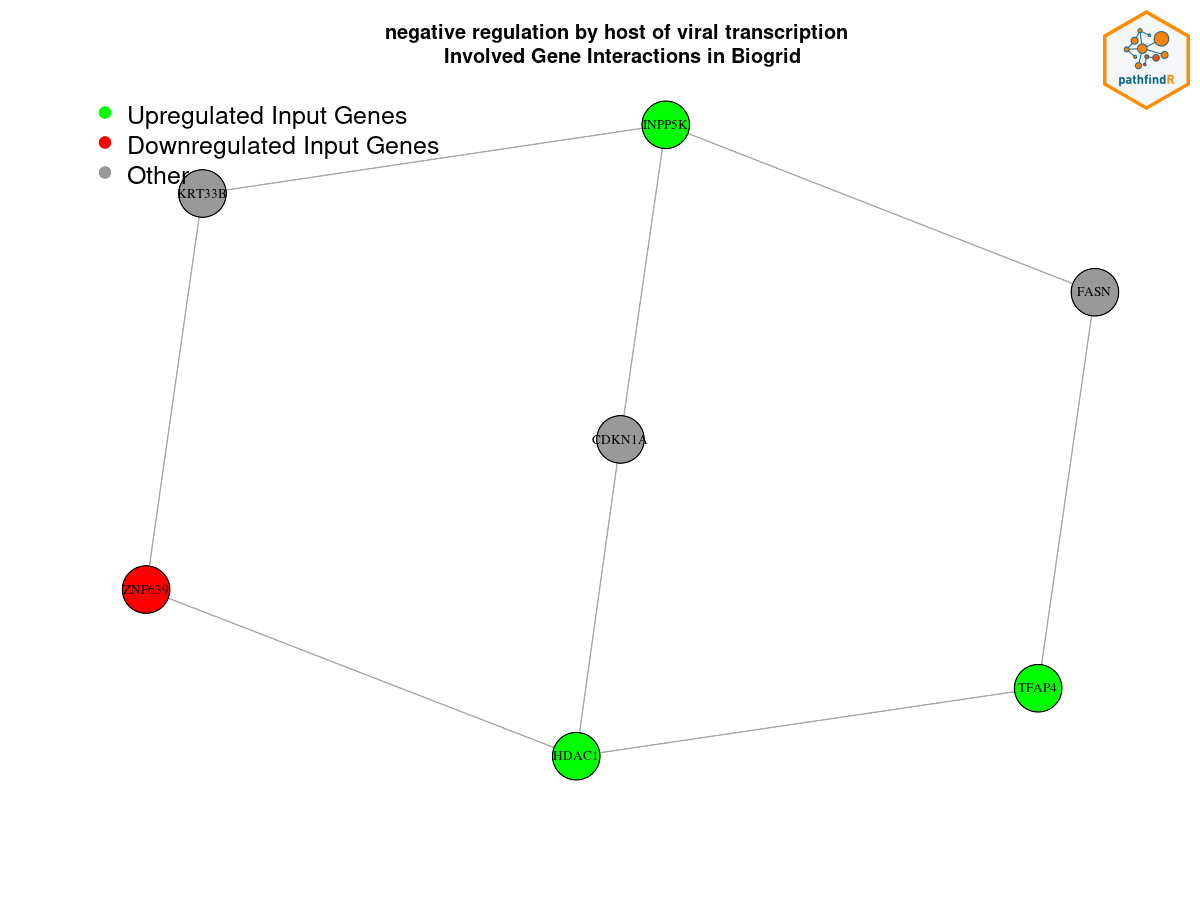 negative regulation by host of viral transcription
Involved Gene Interactions in Biogrid
pathfindR
Upregulated Input Genes
Downregulated Input Genes
Other
INPP5K
KRT33B
FASN
CDKN1A
ZNF639
TFAP4
HDAC1